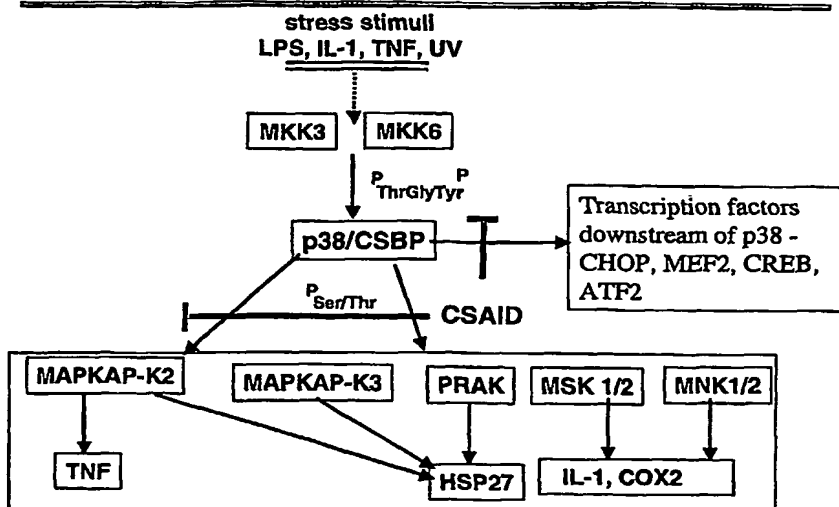 stress stimuli
LPS, IL-1, TNF, UV
MKK3
MKK6
P ThrGlyTyr P
p38/CSBP
Transcription factors
downstream of p38 -
CHOP, MEF2, CREB,
ATF2
P Ser/Thr
CSAID
MAPKAP-K2
MAPKAP-K3
PRAK
MSK 1/2
MNK1/2
TNF
HSP27
IL-1, COX2